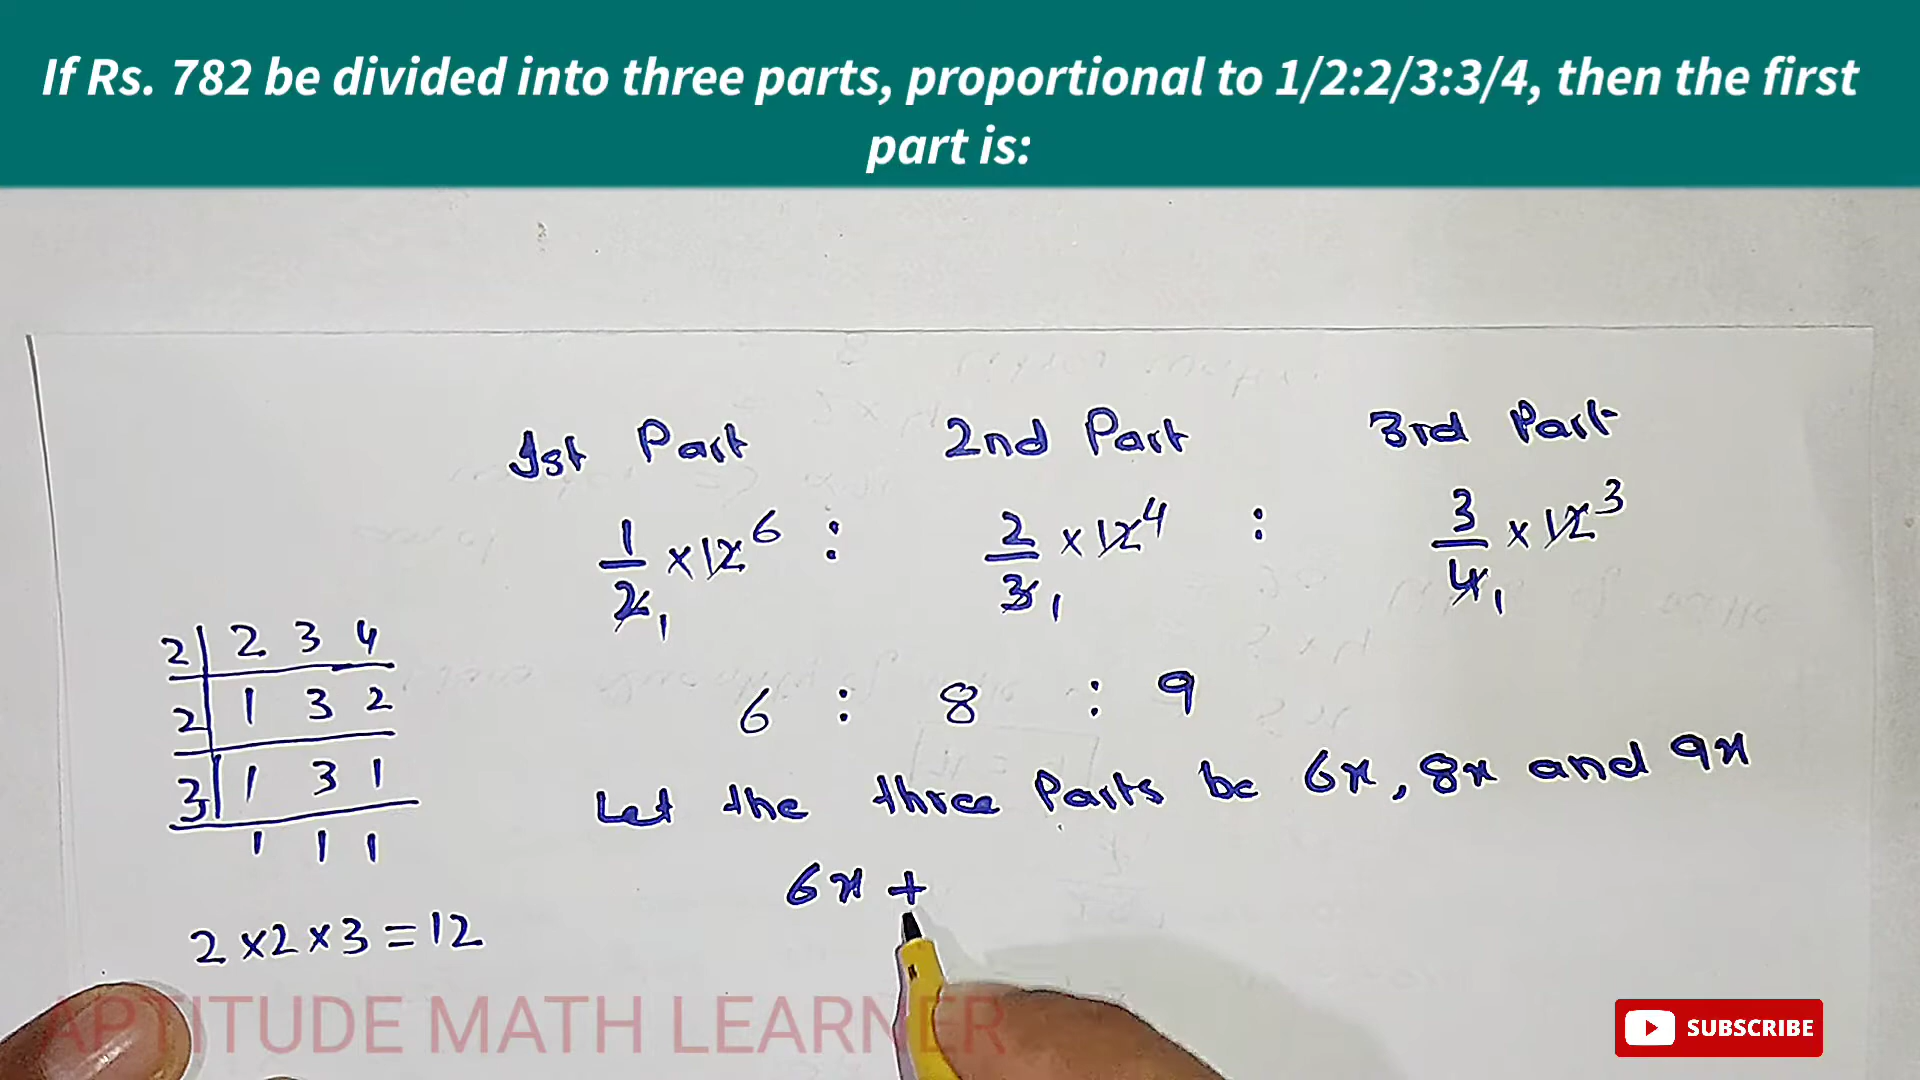 If Rs. 782 be divided into three parts, proportional to 1/2:2/3:3/4, then the first
part is:
1st Part 2nd Part 3rd Part
1/2 × 12 6 : 2/3 × 12 4 : 3/4 × 12 3
1 1 1
6 : 8 : 9
Let the three Parts be 6x, 8x and 9x
6x +
2 | 2 3 4
2 | 1 3 2
3 | 1 3 1
1 1 1
2 × 2 × 3 = 12
APTITUDE MATH LEARNER
SUBSCRIBE